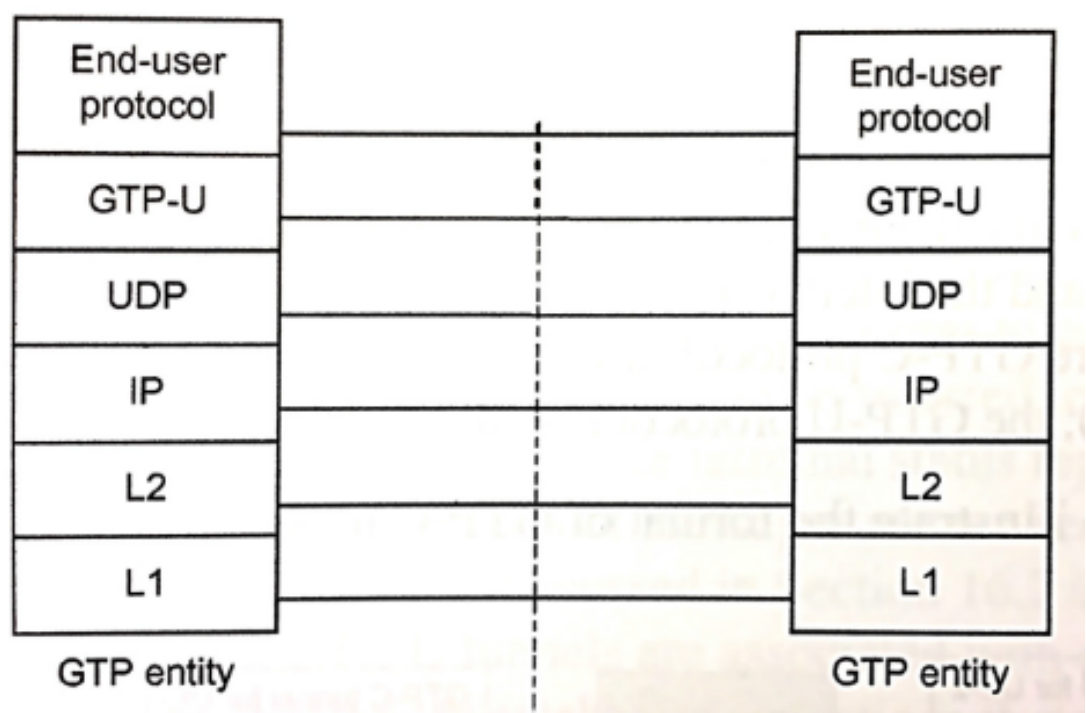 End-user
protocol
GTP-U
UDP
IP
L2
L1
GTP entity
End-user
protocol
GTP-U
UDP
IP
L2
L1
GTP entity